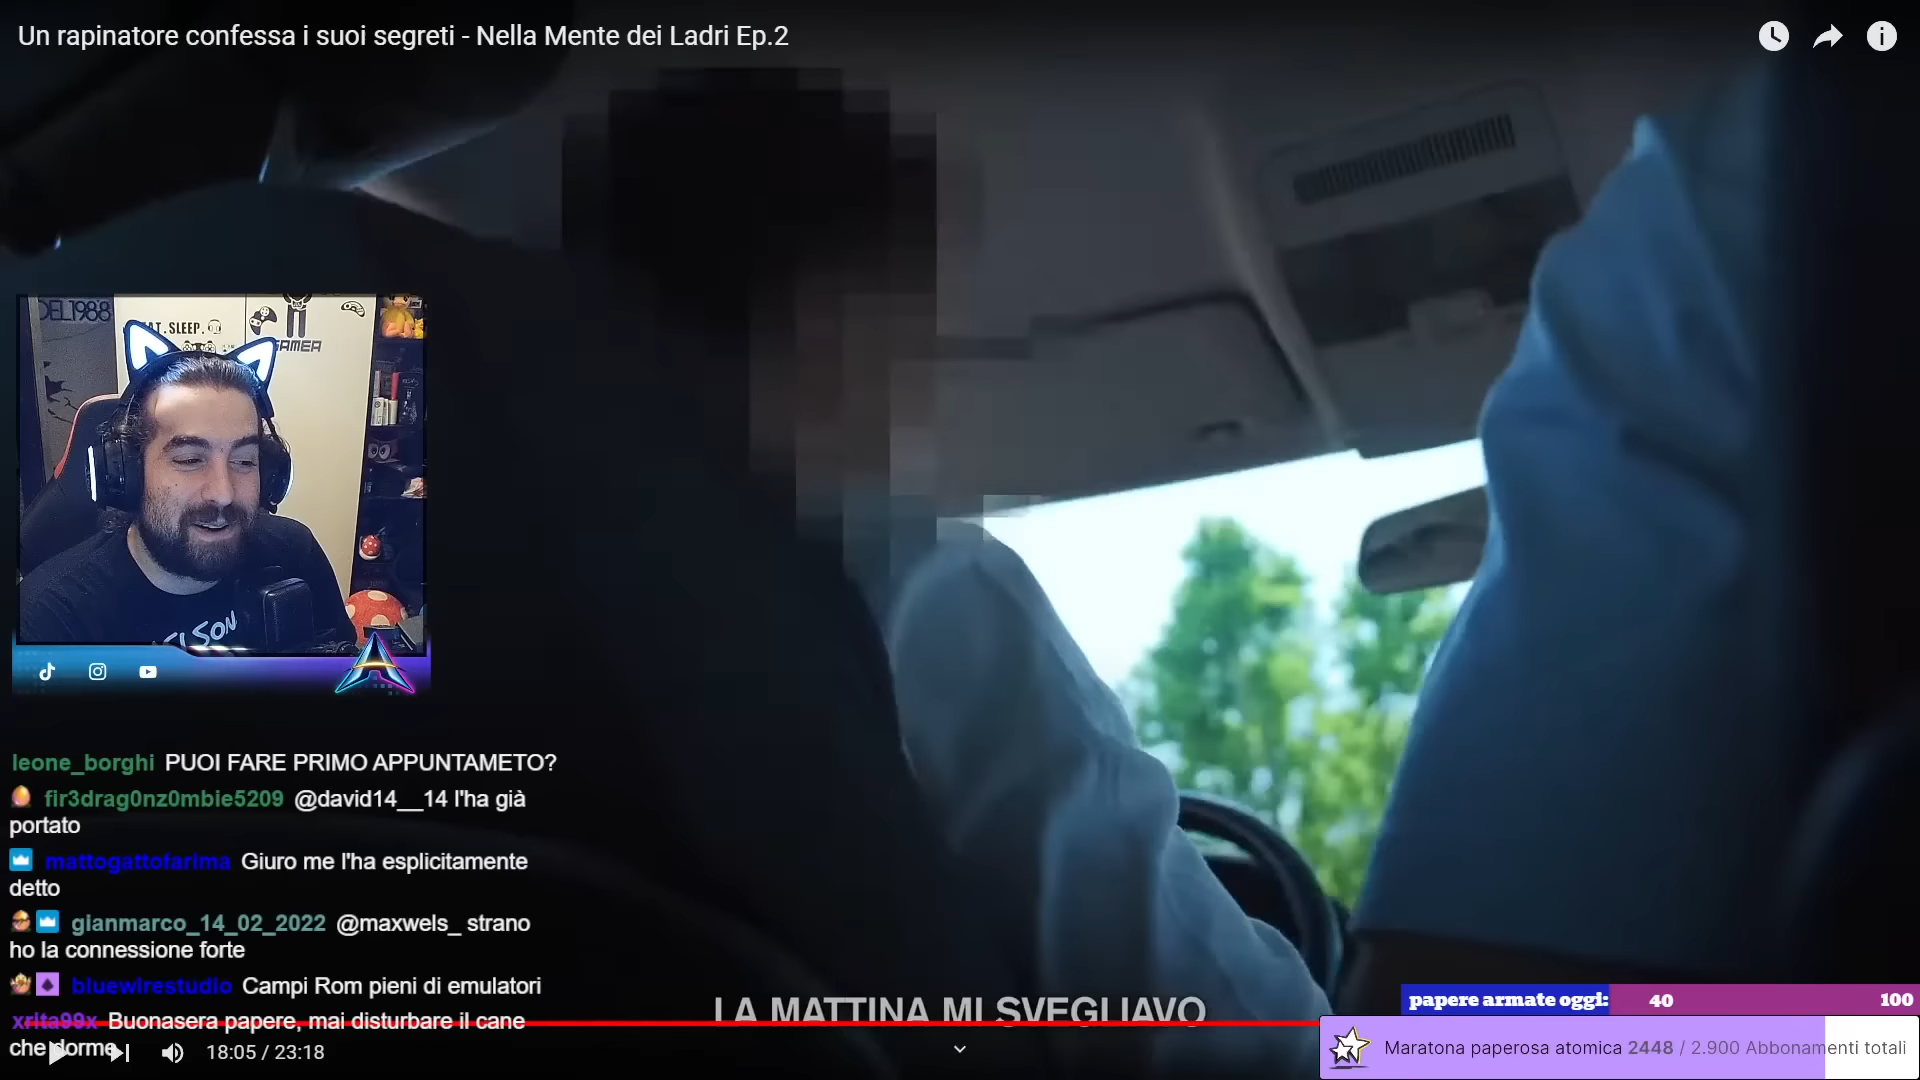 Un rapinatore confessa i suoi segreti - Nella Mente dei Ladri Ep.2
DEL1988
AT.SLEEP.
GAMER
leone_borghi PUOI FARE PRIMO APPUNTAMETO?
fir3drag0nz0mbie5209 @david14__14 l'ha già
portato
mattogattofarima Giuro me l'ha esplicitamente
detto
gianmarco_14_02_2022 @maxwels_ strano
ho la connessione forte
bluewirestudio Campi Rom pieni di emulatori
xrita99x Buonasera papere, mai disturbare il cane
che dorme
18:05 / 23:18
LA MATTINA MI SVEGLIAVO
papere armate oggi: 40 100
Maratona paperosa atomica 2448 / 2.900 Abbonamenti totali